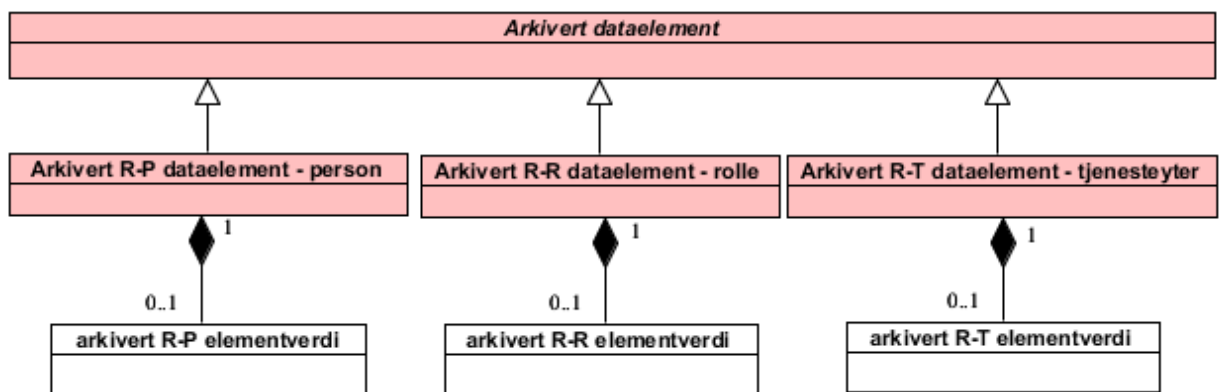 Arkivert dataelement
Arkivert R-P dataelement - person
Arkivert R-R dataelement - rolle
Arkivert R-T dataelement - tjenesteyter
1
1
1
0..1
0..1
0..1
arkivert R-P elementverdi
arkivert R-R elementverdi
arkivert R-T elementverdi